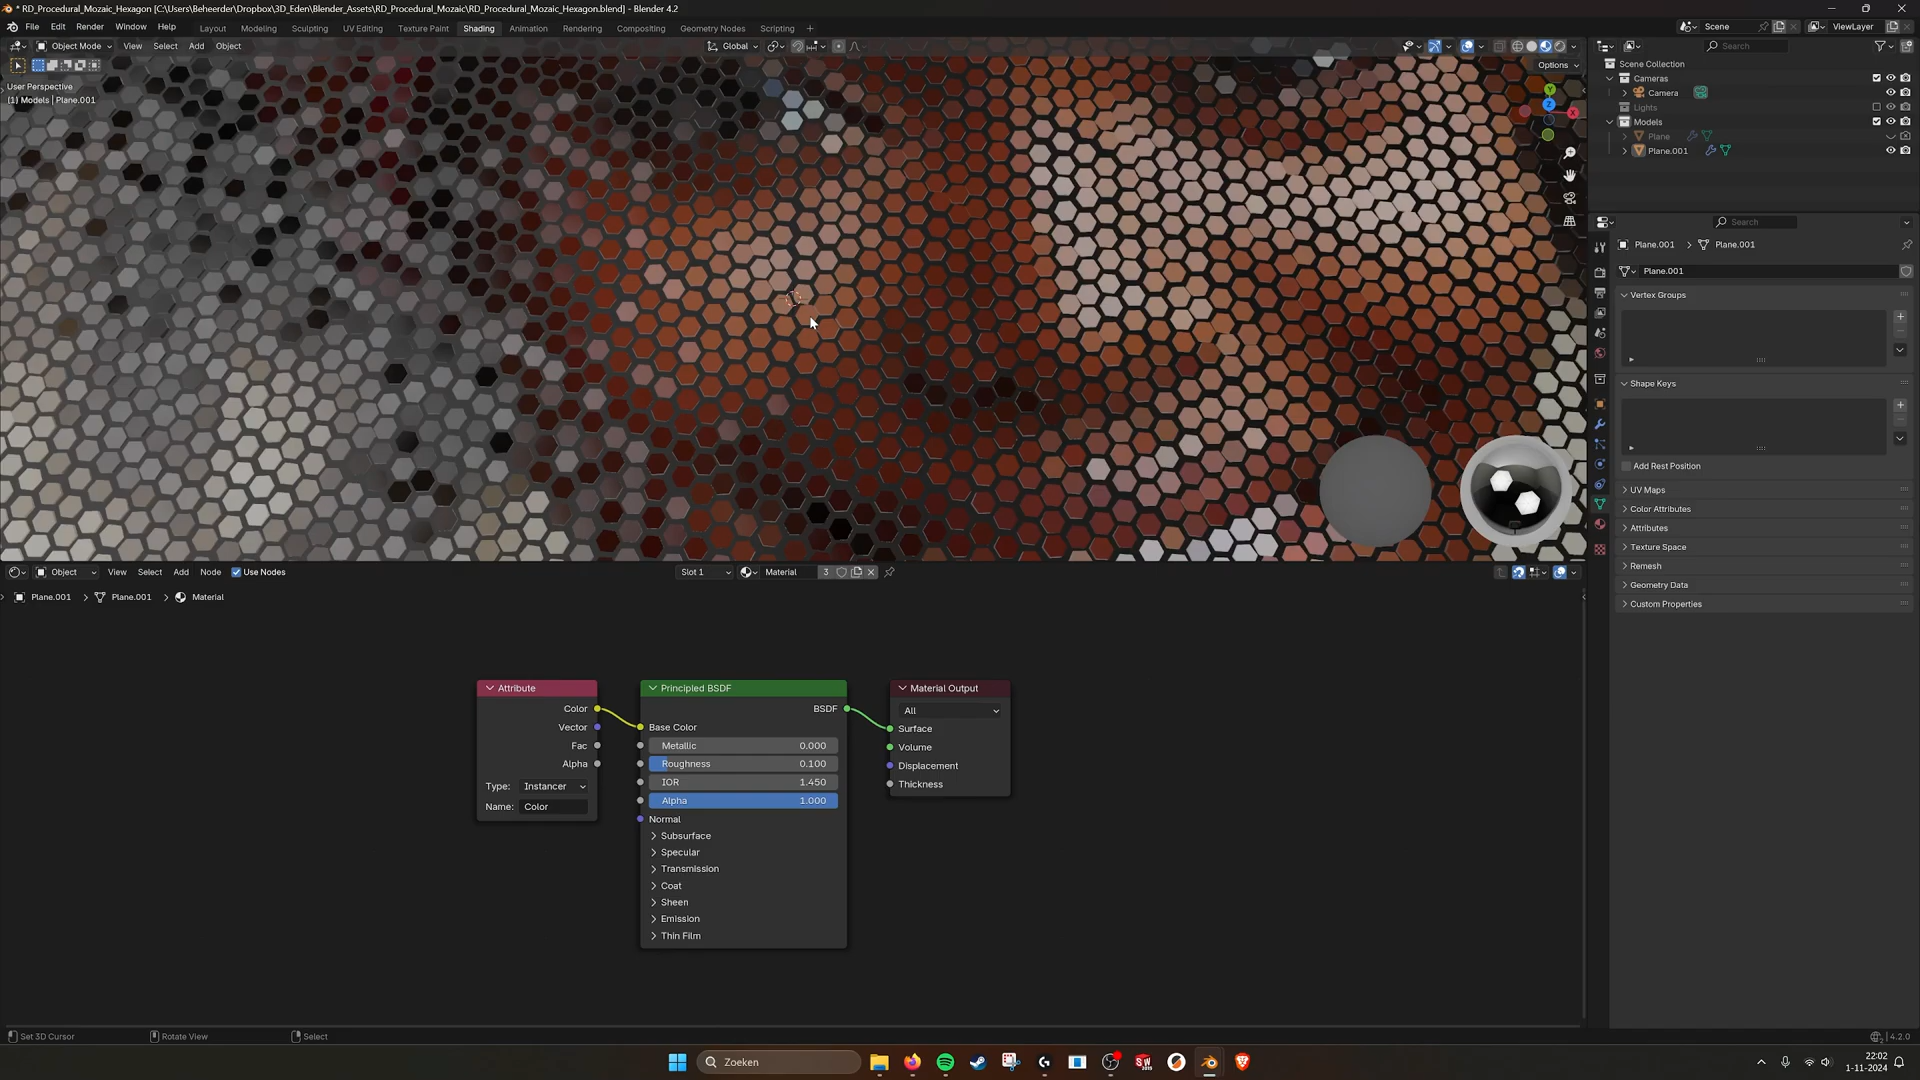 * RD_Procedural_Mozaic_Hexagon [C:\Users\Beheerder\Dropbox\3D_Eden\Blender_Assets\RD_Procedural_Mozaic\RD_Procedural_Mozaic_Hexagon.blend] - Blender 4.2
File Edit Render Window Help Layout Modeling Sculpting UV Editing Texture Paint Shading Animation Rendering Compositing Geometry Nodes Scripting + Scene ViewLayer
Object Mode View Select Add Object Global Search
Options
User Perspective
(1) Models | Plane.001
Scene Collection
Cameras
Camera
Lights
Models
Plane
Plane.001
Y
Z
X
Search
Plane.001 > Plane.001
Plane.001
Vertex Groups
Shape Keys
Add Rest Position
UV Maps
Color Attributes
Attributes
Texture Space
Remesh
Geometry Data
Custom Properties
Object View Select Add Node Use Nodes Slot 1 Material 3
Plane.001 > Plane.001 > Material
Attribute
Color
Vector
Fac
Alpha
Type: Instancer
Name: Color
Principled BSDF
BSDF
Base Color
Metallic 0.000
Roughness 0.100
IOR 1.450
Alpha 1.000
Normal
Subsurface
Specular
Transmission
Coat
Sheen
Emission
Thin Film
Material Output
All
Surface
Volume
Displacement
Thickness
Set 3D Cursor Rotate View Select 4.2.0
Zoeken
22:02
1-11-2024